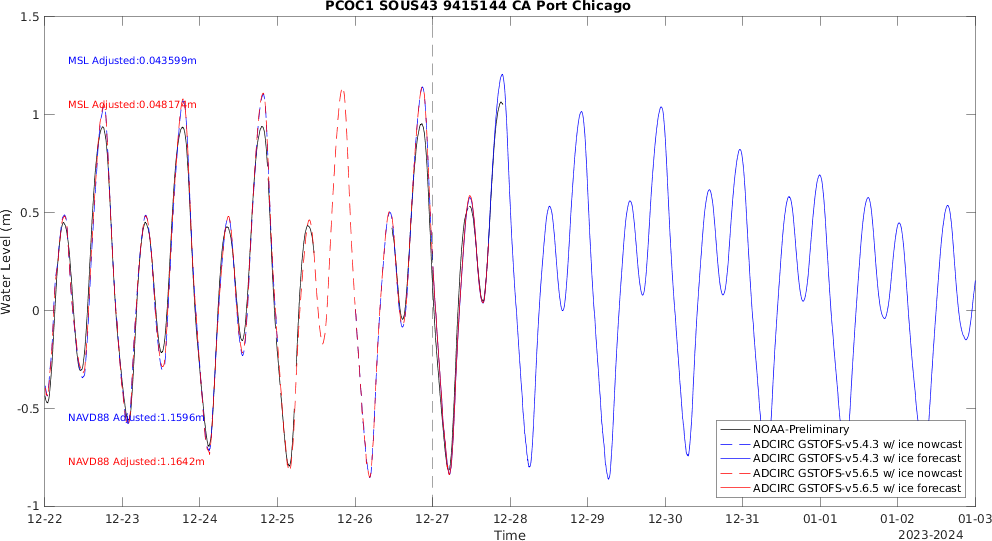 PCOC1 SOUS43 9415144 CA Port Chicago
1.5
MSL Adjusted:0.043599m
MSL Adjusted:0.048174m
1
0.5
Water Level (m)
0
-0.5
NAVD88 Adjusted:1.1596m
NAVD88 Adjusted:1.1642m
-1
NOAA-Preliminary
ADCIRC GSTOFS-v5.4.3 w/ ice nowcast
ADCIRC GSTOFS-v5.4.3 w/ ice forecast
ADCIRC GSTOFS-v5.6.5 w/ ice nowcast
ADCIRC GSTOFS-v5.6.5 w/ ice forecast
12-22 12-23 12-24 12-25 12-26 12-27 12-28 12-29 12-30 12-31 01-01 01-02 01-03
Time
2023-2024